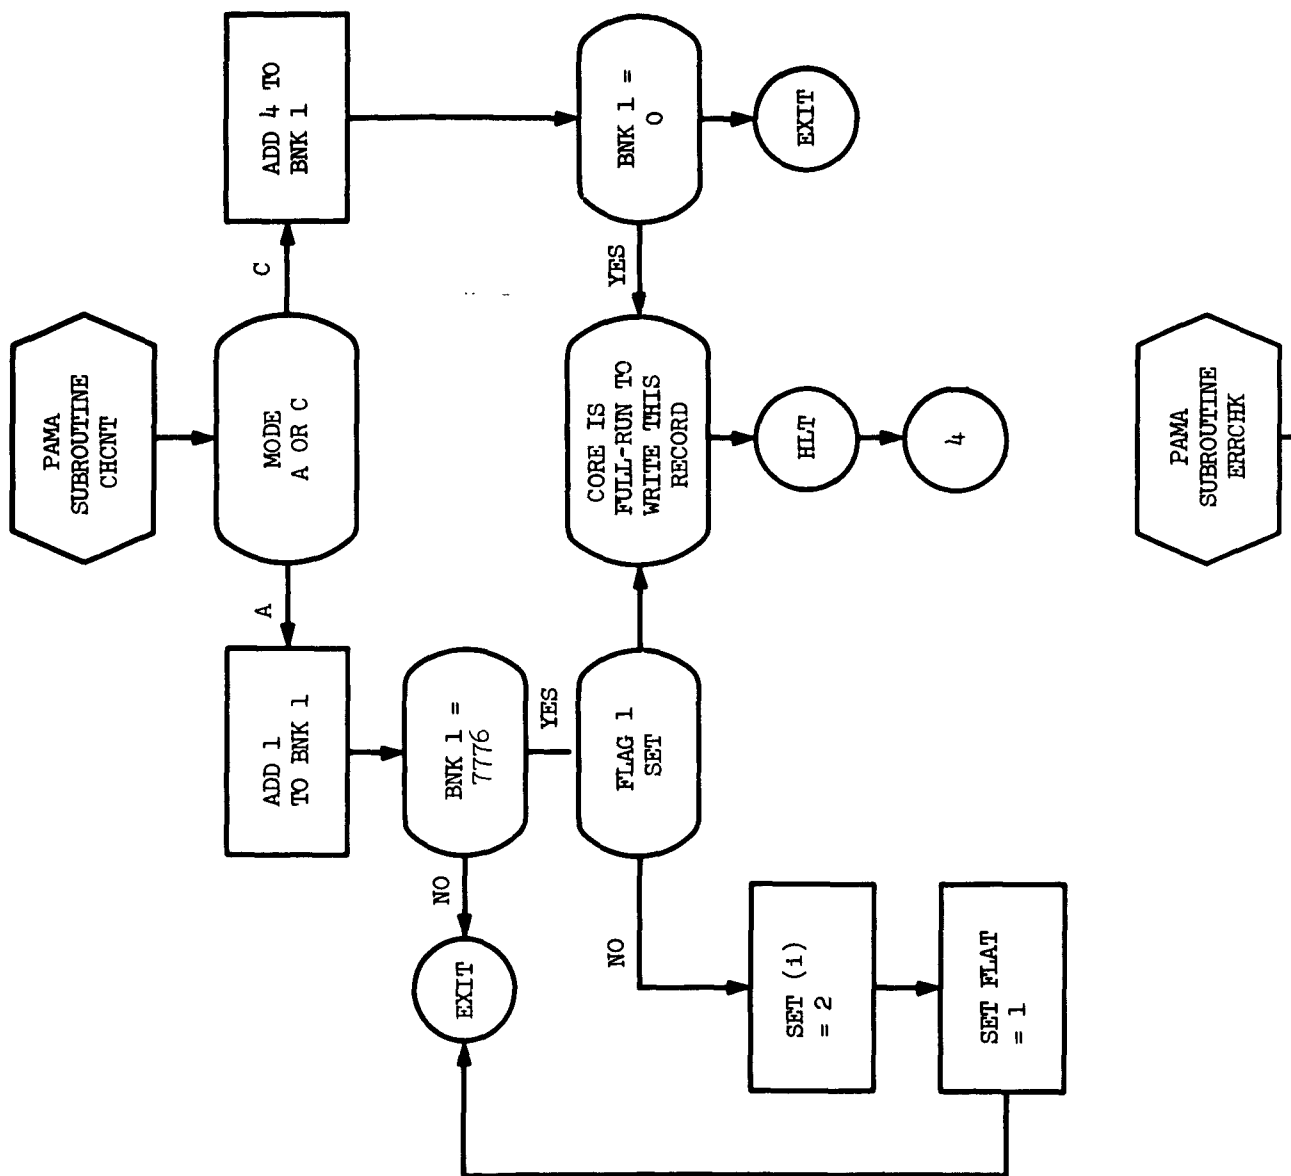 PAMA
SUBROUTINE
CHCNT
MODE
A OR C
A
C
ADD 1
TO BNK 1
ADD 4 TO
BNK 1
BNK 1 =
7776
NO
YES
EXIT
FLAG 1
SET
NO
SET (i)
= 2
SET FLAT
= 1
CORE IS
FULL-RUN TO
WRITE THIS
RECORD
YES
BNK 1 =
0
EXIT
HLT
4
PAMA
SUBROUTINE
ERRCHK